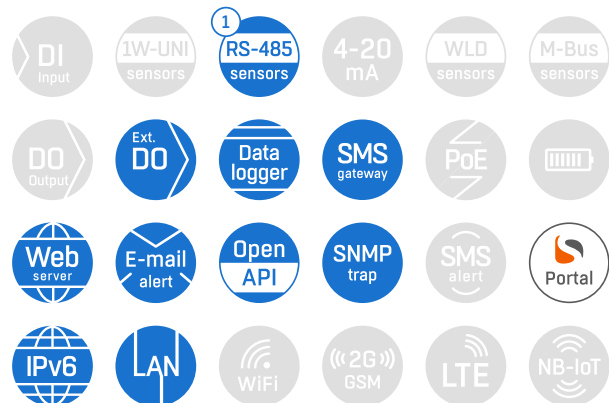 1
DI
Input
1W-UNI
sensors
RS-485
sensors
4-20
mA
WLD
sensors
M-Bus
sensors
DO
Output
Ext.
DO
Data
logger
SMS
gateway
PoE
Web
server
E-mail
alert
Open
API
SNMP
trap
SMS
alert
Portal
IPv6
LAN
WiFi
2G
GSM
LTE
NB-IoT